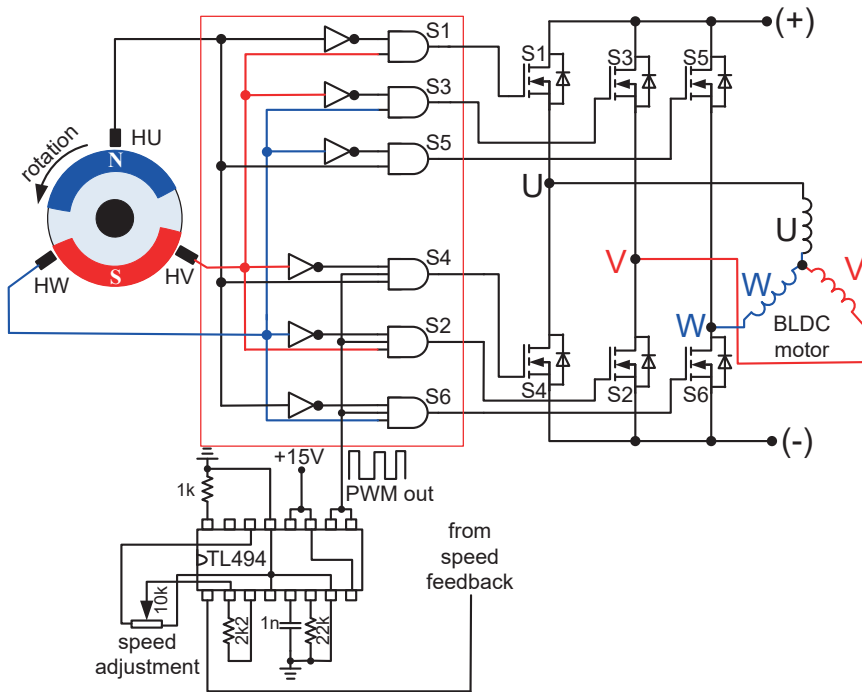 S1
S3
S5
S4
S2
S6
HU
rotation
N
S
HW
HV
S1
S3
S5
(+)
U
V
W
S4
S2
S6
(-)
U
W
V
BLDC
motor
+15V
PWM out
1k
TL494
10k
2k2
1n
22k
speed
adjustment
from
speed
feedback